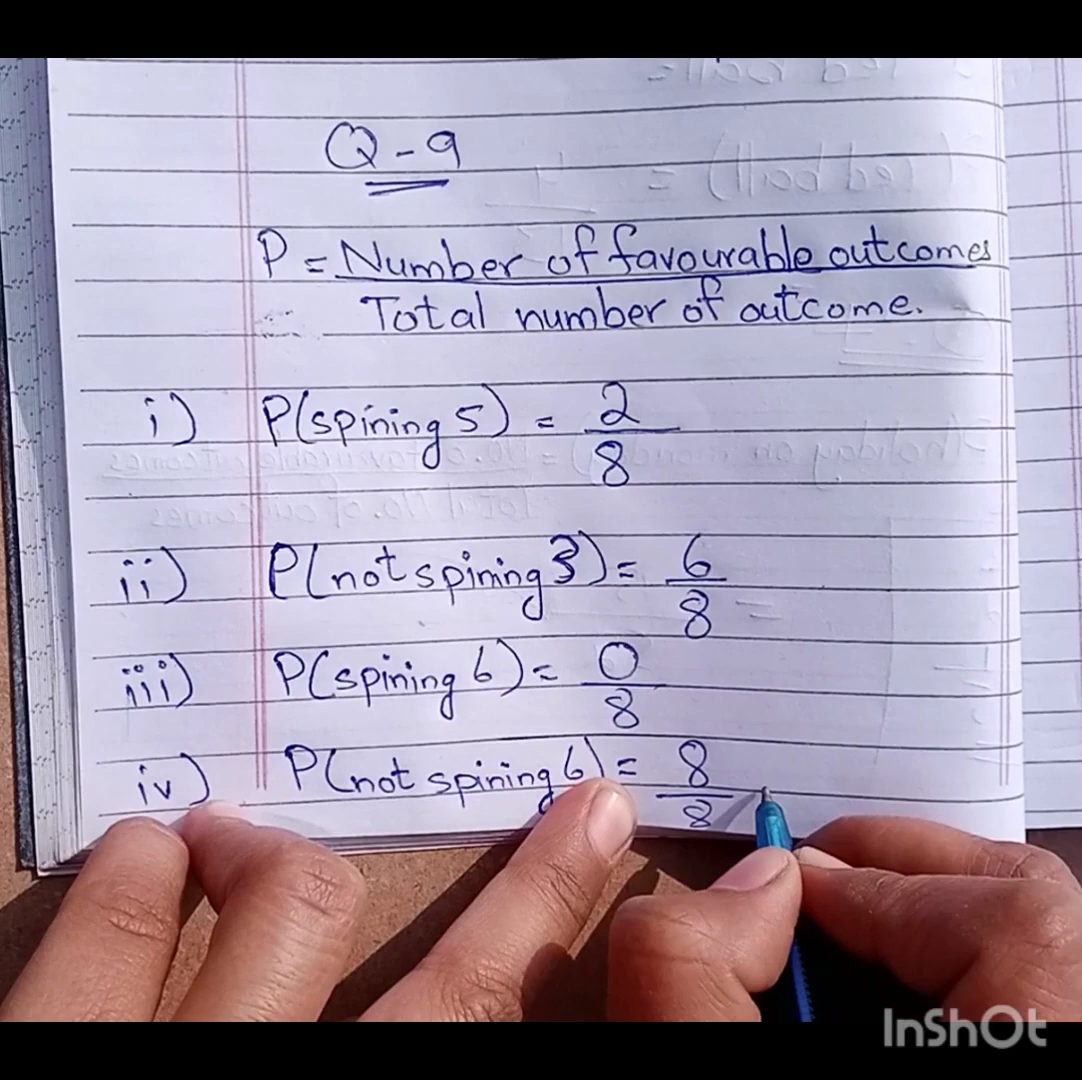 Q-9
P = Number of favourable outcomes
Total number of outcome.
i) P(spining 5) = 2/8
ii) P(not spining 3) = 6/8
iii) P(spining 6) = 0/8
iv) P(not spining 6) = 8/8
InShOt